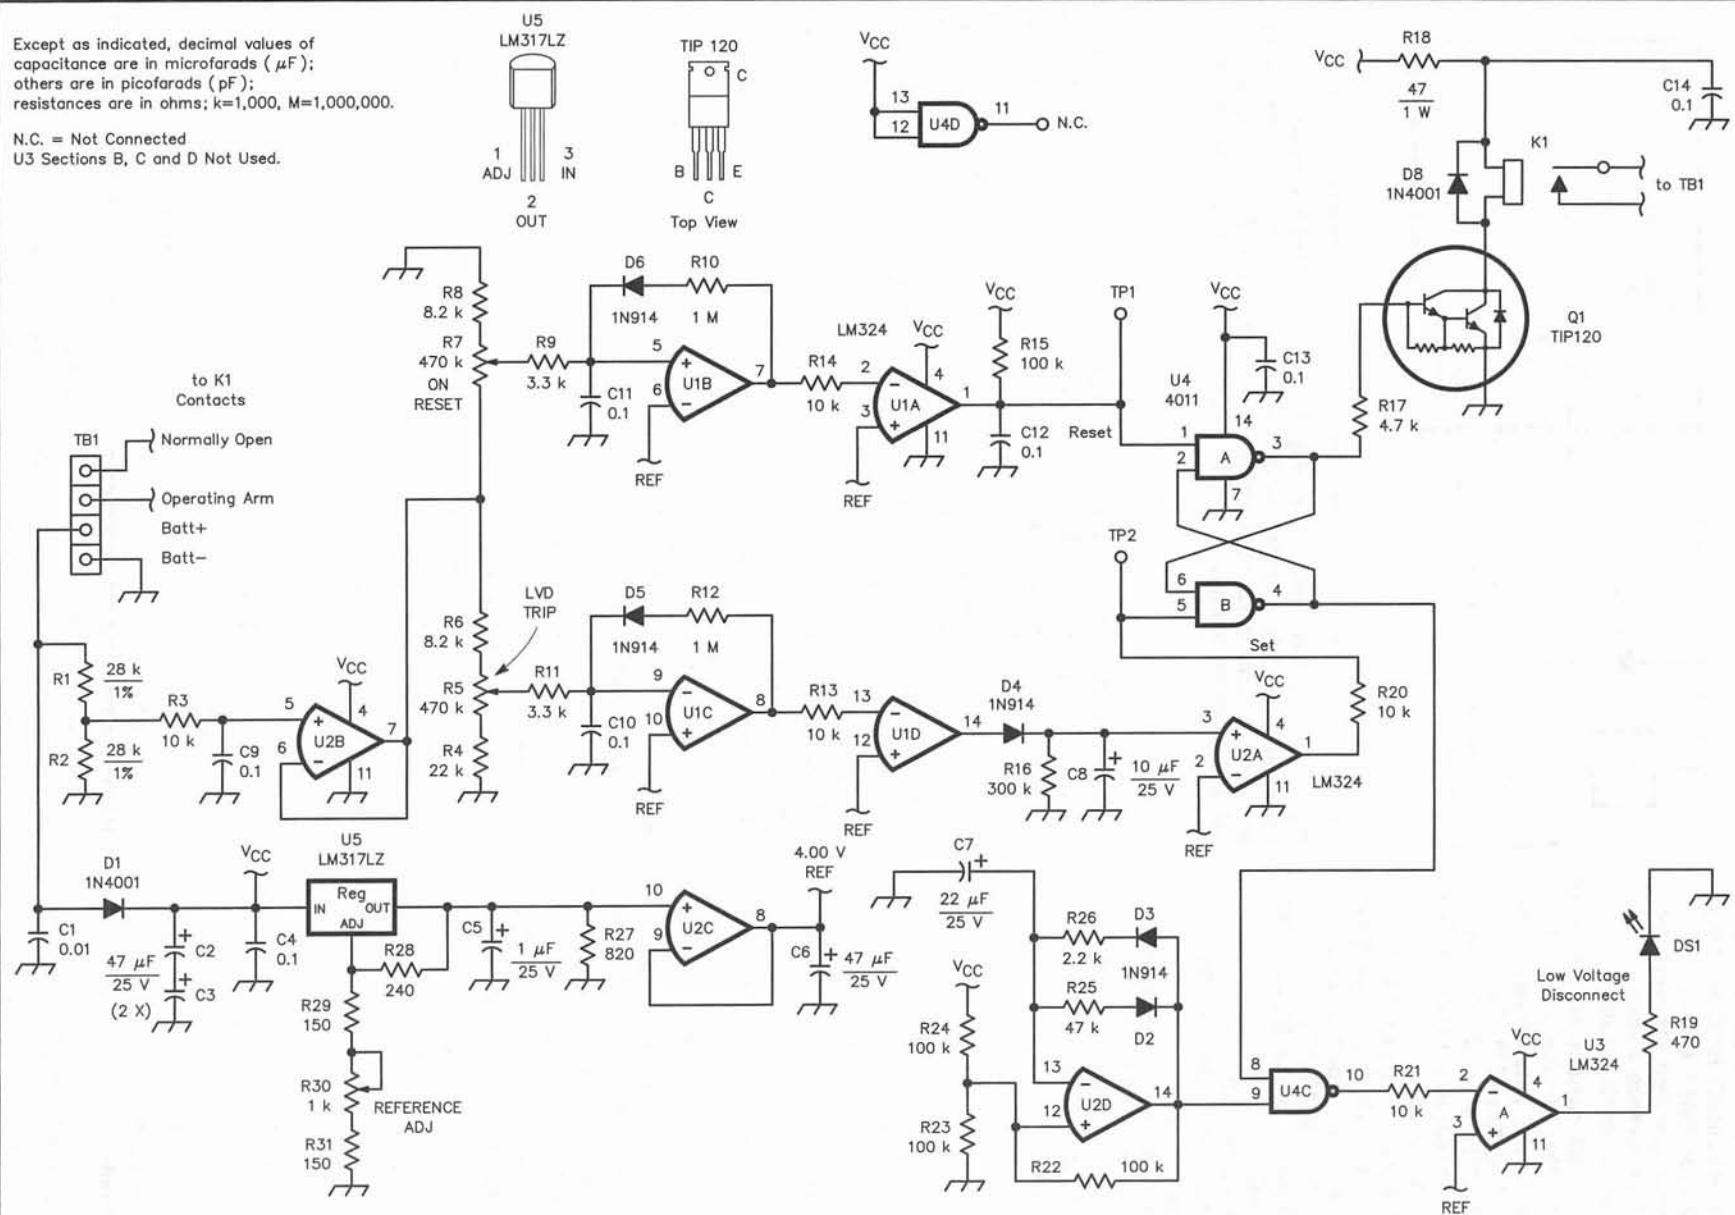 Except as indicated, decimal values of
capacitance are in microfarads (µF);
others are in picofarads (pF);
resistances are in ohms; k=1,000, M=1,000,000.
N.C. = Not Connected
U3 Sections B, C and D Not Used.
U5
LM317LZ
1
ADJ
3
IN
2
OUT
TIP 120
C
B
E
C
Top View
VCC
13
12
U4D
11
N.C.
VCC
R18
47
1 W
C14
0.1
K1
D8
1N4001
to TB1
Q1
TIP120
R8
8.2 k
R7
470 k
ON
RESET
R9
3.3 k
D6
1N914
R10
1 M
C11
0.1
5
6
U1B
7
+
−
REF
R14
10 k
LM324
VCC
2
3
4
U1A
1
11
−
+
REF
VCC
R15
100 k
C12
0.1
TP1
Reset
VCC
C13
0.1
U4
4011
14
1
2
A
3
7
R17
4.7 k
to K1
Contacts
TB1
Normally Open
Operating Arm
Batt+
Batt−
TP2
6
5
B
4
Set
R1
28 k
1%
R2
28 k
1%
R3
10 k
C9
0.1
VCC
5
6
4
U2B
7
11
+
−
R6
8.2 k
LVD
TRIP
R5
470 k
R4
22 k
R11
3.3 k
D5
1N914
R12
1 M
C10
0.1
9
10
U1C
8
−
+
REF
R13
10 k
13
12
U1D
14
−
+
REF
D4
1N914
R16
300 k
C8
+
10 µF
25 V
VCC
3
2
4
U2A
1
11
+
−
LM324
REF
R20
10 k
D1
1N4001
C1
0.01
47 µF
25 V
(2 X)
+
C2
+
C3
VCC
C4
0.1
U5
LM317LZ
Reg
IN
OUT
ADJ
R28
240
R29
150
R30
1 k
REFERENCE
ADJ
R31
150
C5
+
1 µF
25 V
R27
820
10
9
U2C
8
+
−
4.00 V
REF
C6
+
47 µF
25 V
C7
+
22 µF
25 V
R26
2.2 k
D3
1N914
R25
47 k
D2
VCC
R24
100 k
R23
100 k
13
12
U2D
14
−
+
R22
100 k
8
9
U4C
10
R21
10 k
VCC
2
3
4
A
1
11
−
+
REF
U3
LM324
Low Voltage
Disconnect
DS1
R19
470